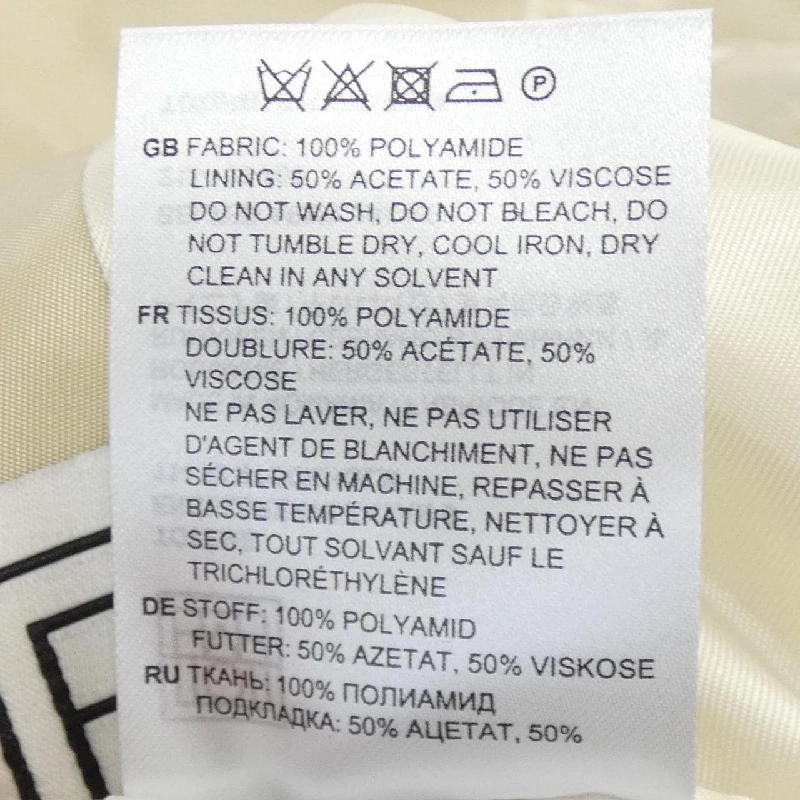 P
GB FABRIC: 100% POLYAMIDE
LINING: 50% ACETATE, 50% VISCOSE
DO NOT WASH, DO NOT BLEACH, DO
NOT TUMBLE DRY, COOL IRON, DRY
CLEAN IN ANY SOLVENT
FR TISSUS: 100% POLYAMIDE
DOUBLURE: 50% ACÉTATE, 50%
VISCOSE
NE PAS LAVER, NE PAS UTILISER
D'AGENT DE BLANCHIMENT, NE PAS
SÉCHER EN MACHINE, REPASSER À
BASSE TEMPÉRATURE, NETTOYER À
SEC, TOUT SOLVANT SAUF LE
TRICHLORÉTHYLÈNE
DE STOFF: 100% POLYAMID
FUTTER: 50% AZETAT, 50% VISKOSE
RU ТКАНЬ: 100% ПОЛИАМИД
ПОДКЛАДКА: 50% АЦЕТАТ, 50%